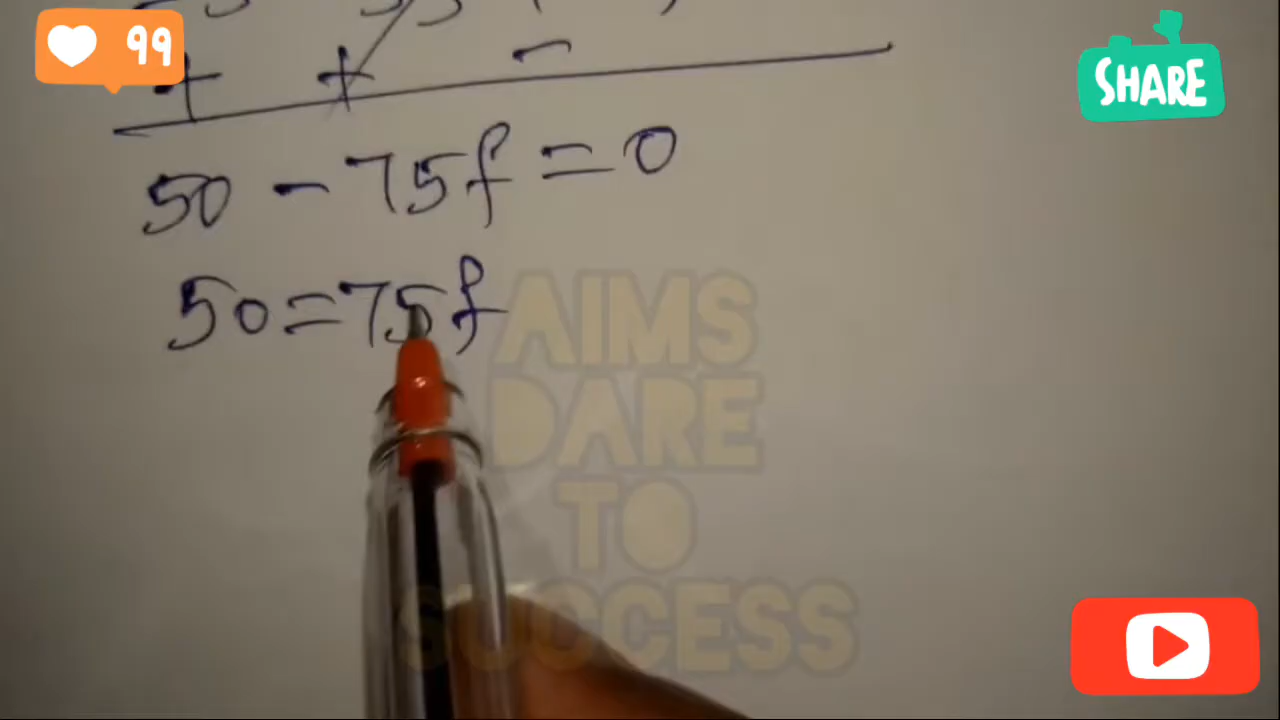 99
SHARE
+ + -
50 - 75f = 0
50 = 75f
AIMS
DARE
TO
SUCCESS